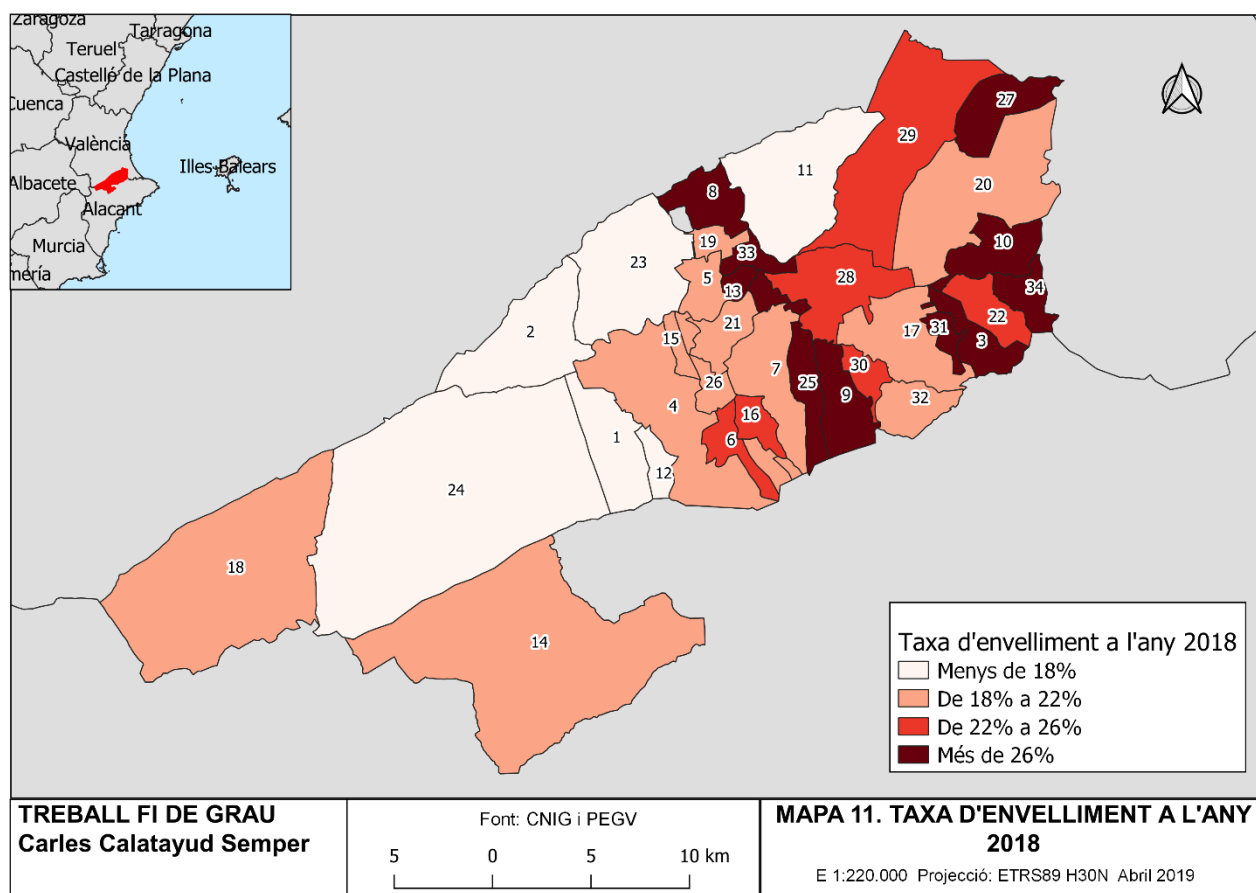 Zaragoza
Tarragona
Teruel
Castelló de la Plana
Cuenca
València
Illes Balears
Albacete
Alacant
Murcia
mería
27
29
11
20
8
10
19
33
23
28
5
34
13
22
2
21
17
31
15
3
7
30
26
25
9
32
4
16
6
1
12
24
18
14
Taxa d'envelliment a l'any 2018
Menys de 18%
De 18% a 22%
De 22% a 26%
Més de 26%
TREBALL FI DE GRAU
Carles Calatayud Semper
Font: CNIG i PEGV
5 0 5 10 km
MAPA 11. TAXA D'ENVELLIMENT A L'ANY
2018
E 1:220.000 Projecció: ETRS89 H30N Abril 2019